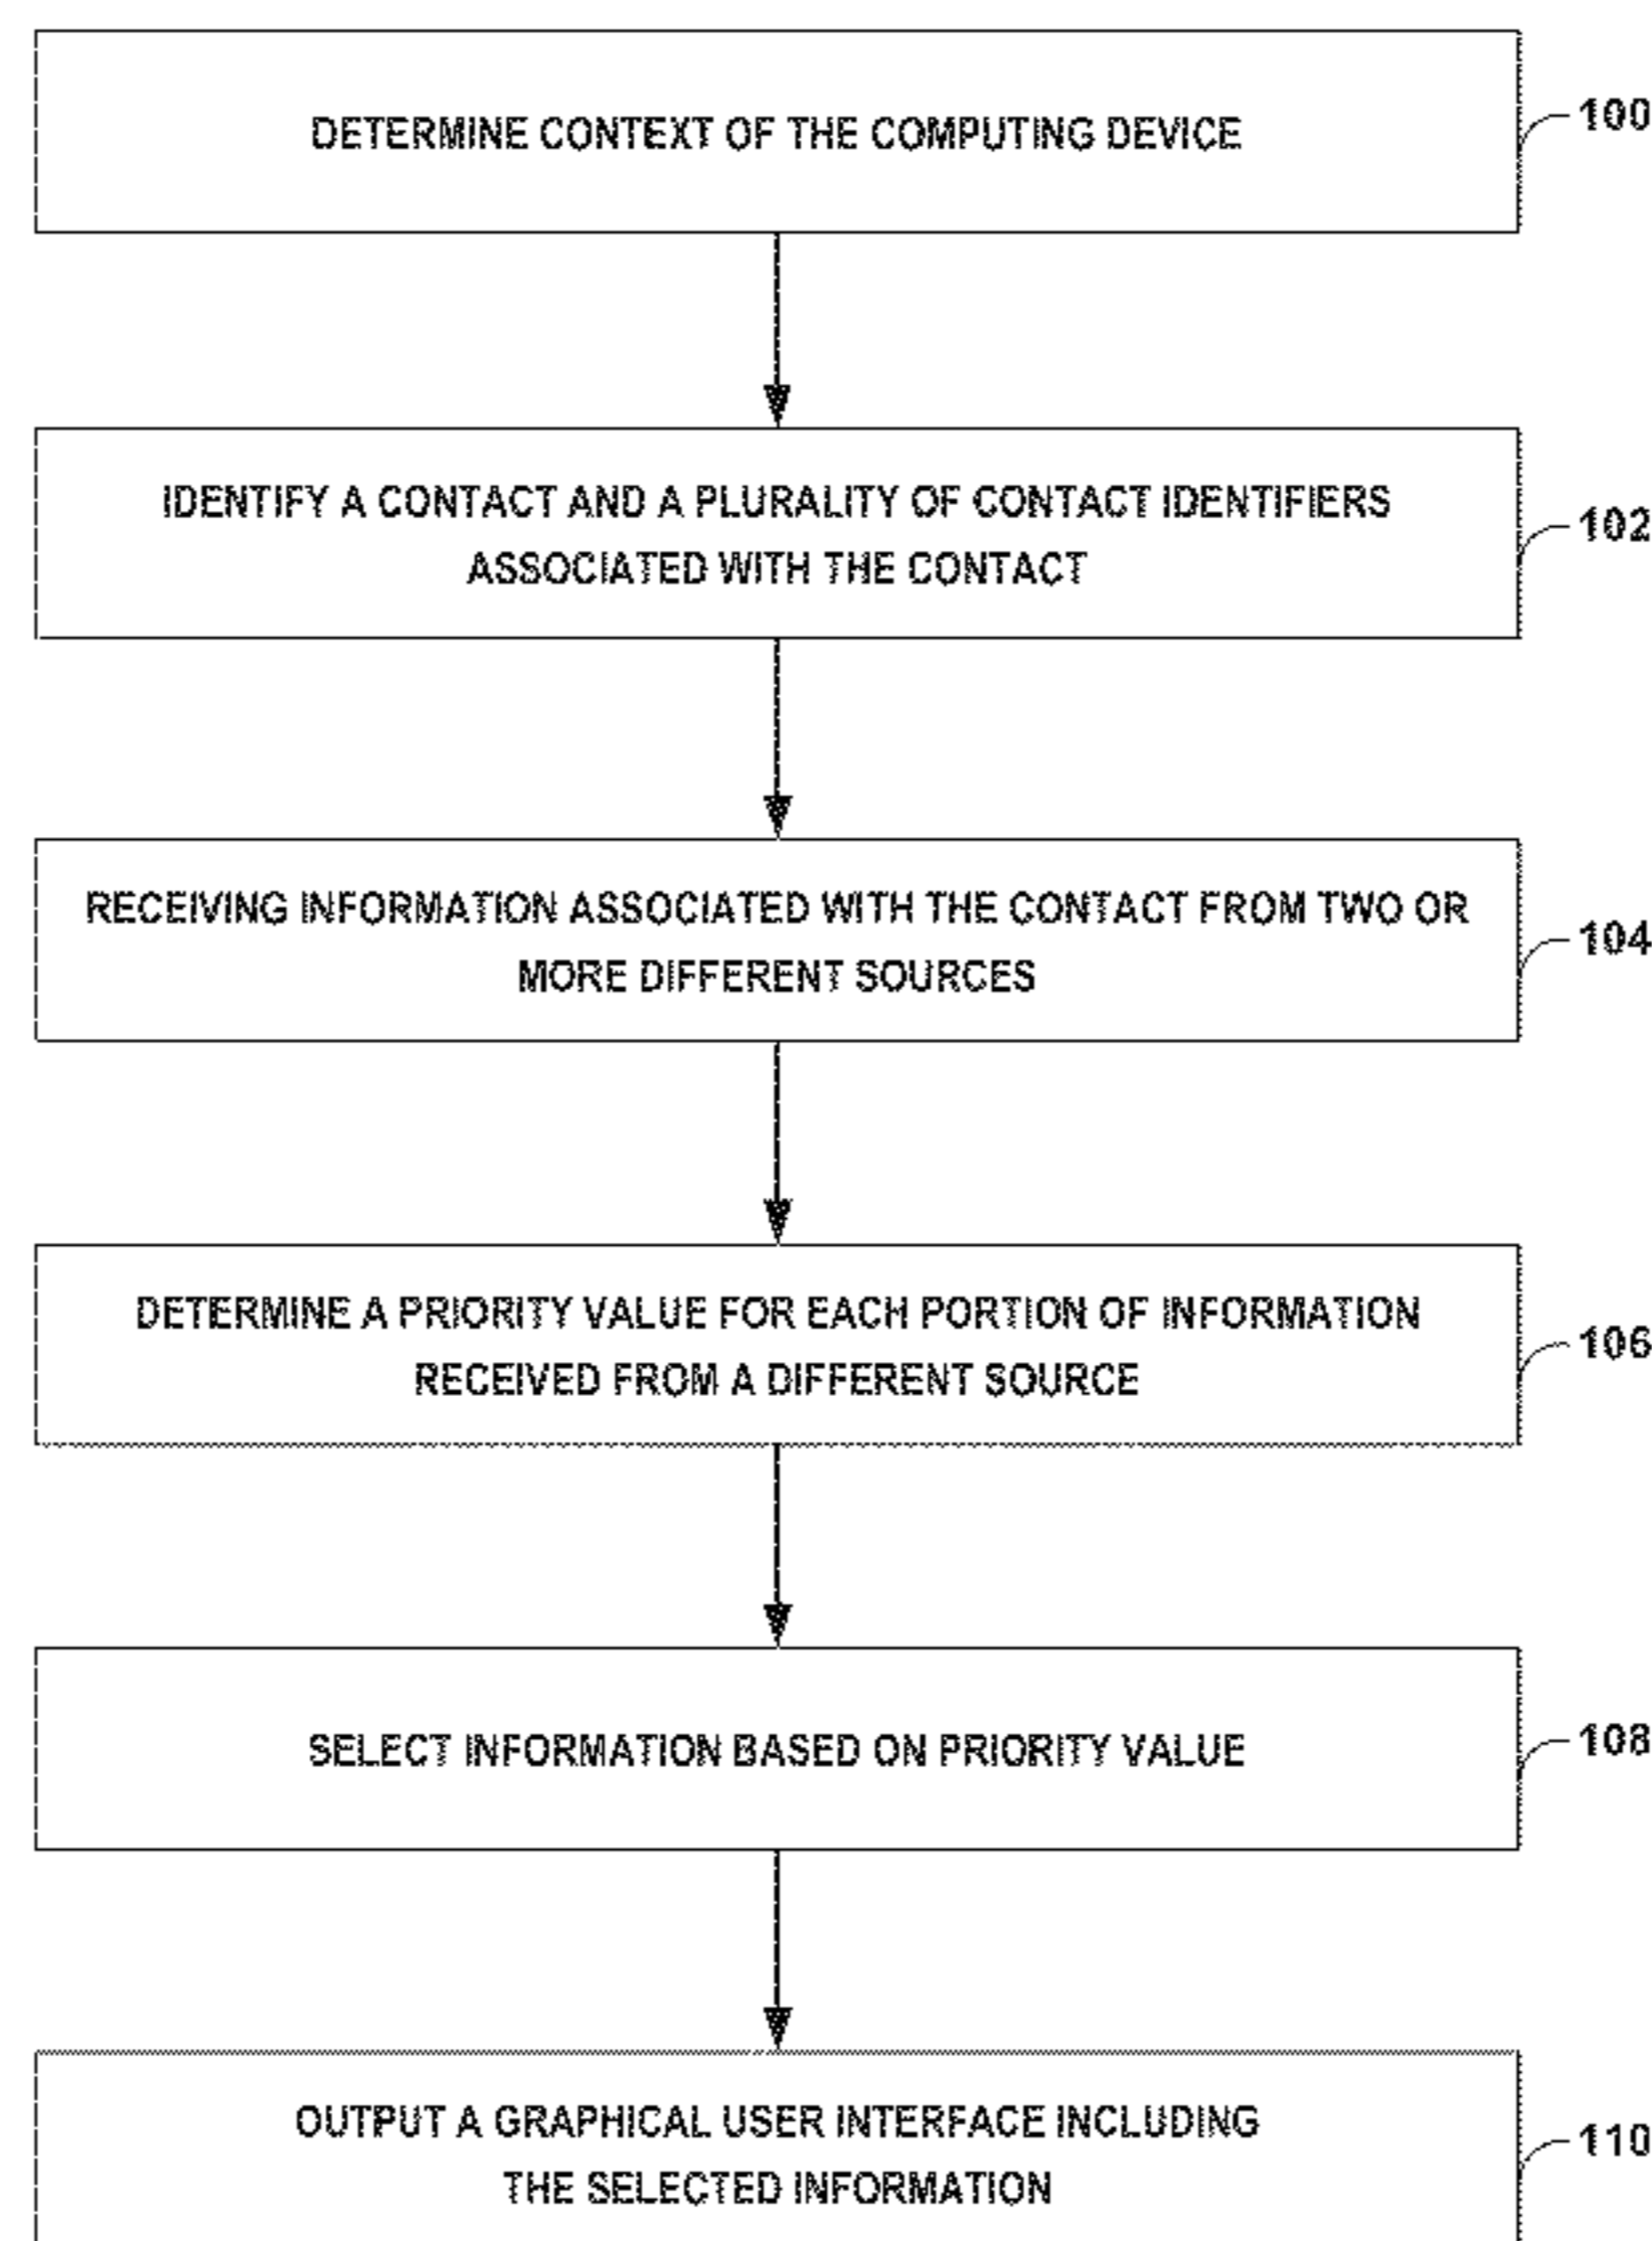 DETERMINE CONTEXT OF THE COMPUTING DEVICE
100
IDENTIFY A CONTACT AND A PLURALITY OF CONTACT IDENTIFIERS
ASSOCIATED WITH THE CONTACT
102
RECEIVING INFORMATION ASSOCIATED WITH THE CONTACT FROM TWO OR
MORE DIFFERENT SOURCES
104
DETERMINE A PRIORITY VALUE FOR EACH PORTION OF INFORMATION
RECEIVED FROM A DIFFERENT SOURCE
106
SELECT INFORMATION BASED ON PRIORITY VALUE
108
OUTPUT A GRAPHICAL USER INTERFACE INCLUDING
THE SELECTED INFORMATION
110